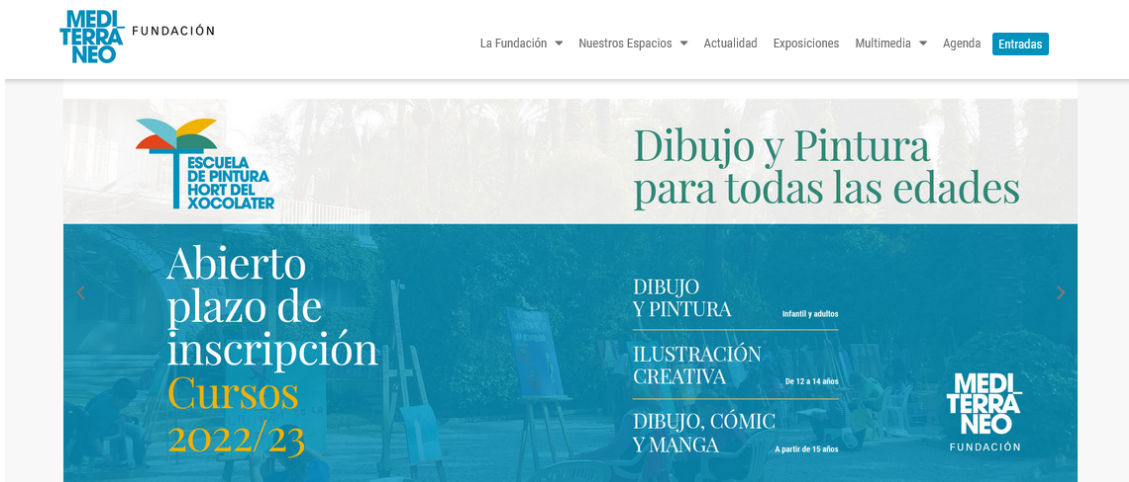 MEDI_
TERRA
NEO
FUNDACIÓN
La Fundación
Nuestros Espacios
Actualidad
Exposiciones
Multimedia
Agenda
Entradas
ESCUELA
DE PINTURA
HORT DEL
XOCOLATER
Dibujo y Pintura
para todas las edades
Abierto
plazo de
inscripción
Cursos
2022/23
DIBUJO
Y PINTURA
Infantil y adultos
ILUSTRACIÓN
CREATIVA
De 12 a 14 años
DIBUJO, CÓMIC
Y MANGA
A partir de 15 años
MEDI_
TERRA
NEO
FUNDACIÓN